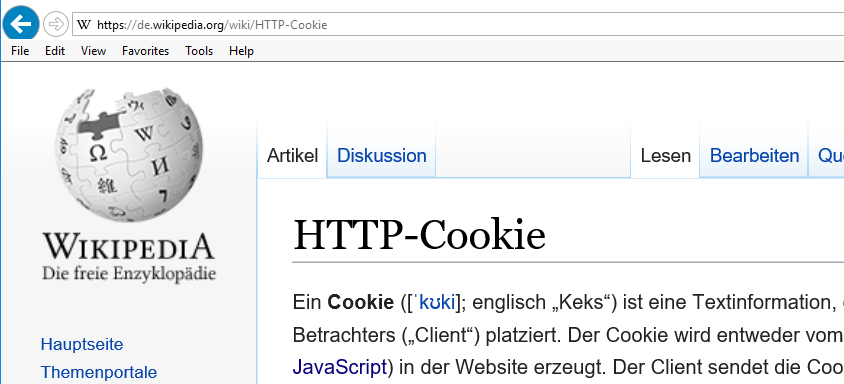 https://de.wikipedia.org/wiki/HTTP-Cookie
File Edit View Favorites Tools Help
WIKIPEDIA
Die freie Enzyklopädie
Artikel Diskussion Lesen Bearbeiten
HTTP-Cookie
Ein Cookie ([ˈkʊki]; englisch „Keks“) ist eine Textinformation,
Betrachters („Client“) platziert. Der Cookie wird entweder vom
JavaScript) in der Website erzeugt. Der Client sendet die Coo
Hauptseite
Themenportale